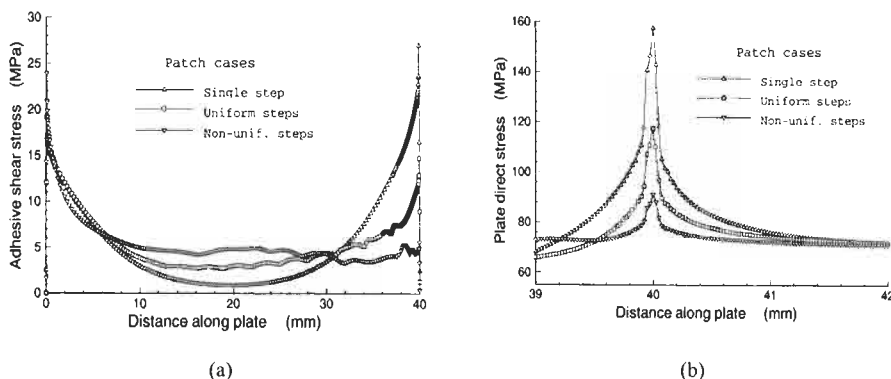 30
25
20
15
10
5
0
Adhesive shear stress (MPa)
Patch cases
Single step
Uniform steps
Non-unif. steps
0 10 20 30 40
Distance along plate (mm)
(a)
160
140
120
100
80
60
Plate direct stress (MPa)
Patch cases
Single step
Uniform steps
Non-unif. steps
39 40 41 42
Distance along plate (mm)
(b)